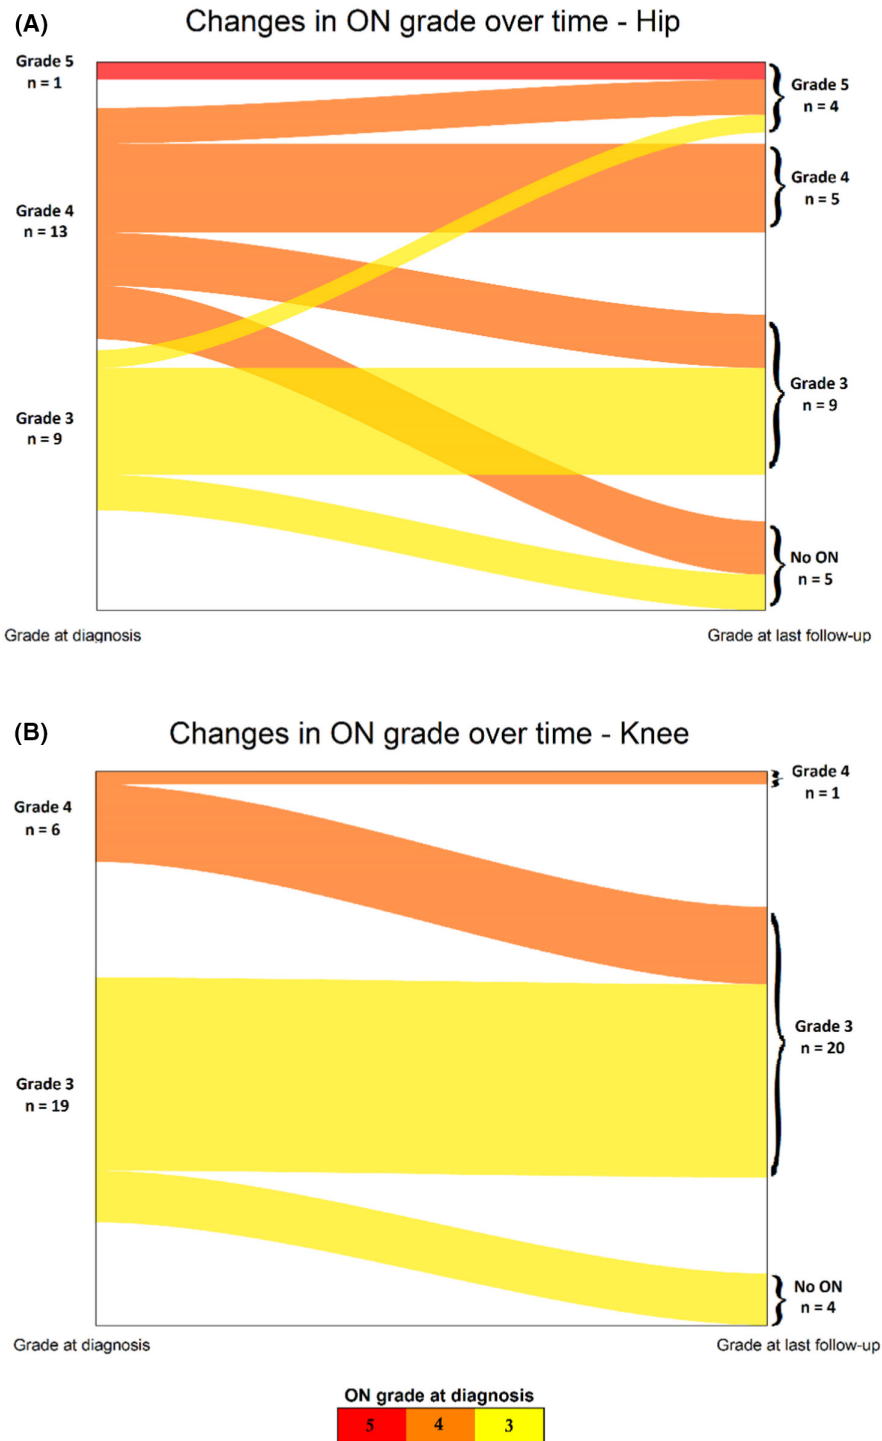 (A)
Changes in ON grade over time - Hip
Grade 5
n = 1
Grade 4
n = 13
Grade 3
n = 9
Grade 5
n = 4
Grade 4
n = 5
Grade 3
n = 9
No ON
n = 5
Grade at diagnosis
Grade at last follow-up
(B)
Changes in ON grade over time - Knee
Grade 4
n = 6
Grade 3
n = 19
Grade 4
n = 1
Grade 3
n = 20
No ON
n = 4
Grade at diagnosis
Grade at last follow-up
ON grade at diagnosis
5 4 3